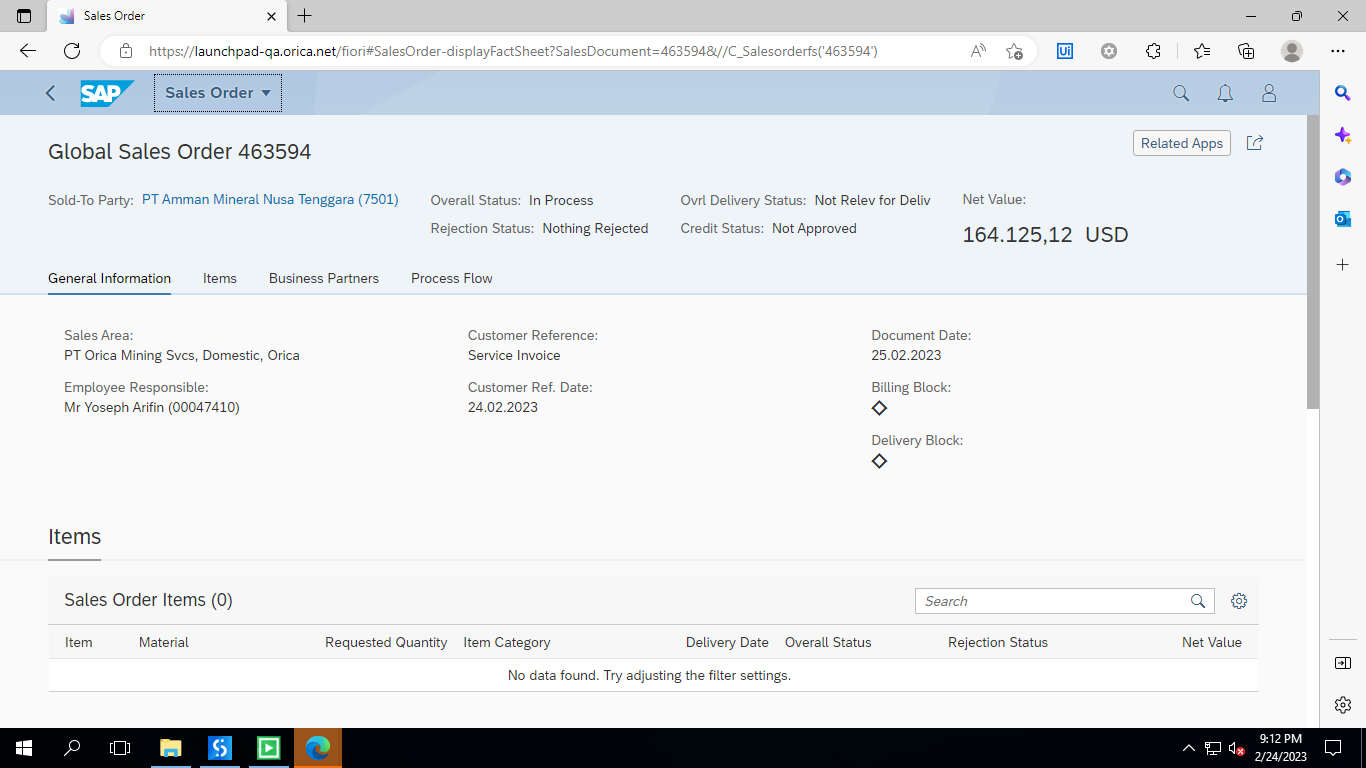 Sales Order
https://launchpad-qa.orica.net/fiori#SalesOrder-displayFactSheet?SalesDocument=463594&//C_Salesorderfs('463594')
SAP Sales Order
Global Sales Order 463594
Related Apps
Sold-To Party: PT Amman Mineral Nusa Tenggara (7501)
Overall Status: In Process
Ovrl Delivery Status: Not Relev for Deliv
Net Value:
Rejection Status: Nothing Rejected
Credit Status: Not Approved
164.125,12 USD
General Information Items Business Partners Process Flow
Sales Area:
PT Orica Mining Svcs, Domestic, Orica
Employee Responsible:
Mr Yoseph Arifin (00047410)
Customer Reference:
Service Invoice
Customer Ref. Date:
24.02.2023
Document Date:
25.02.2023
Billing Block:
Delivery Block:
Items
Sales Order Items (0)
Search
Item Material Requested Quantity Item Category Delivery Date Overall Status Rejection Status Net Value
No data found. Try adjusting the filter settings.
9:12 PM
2/24/2023